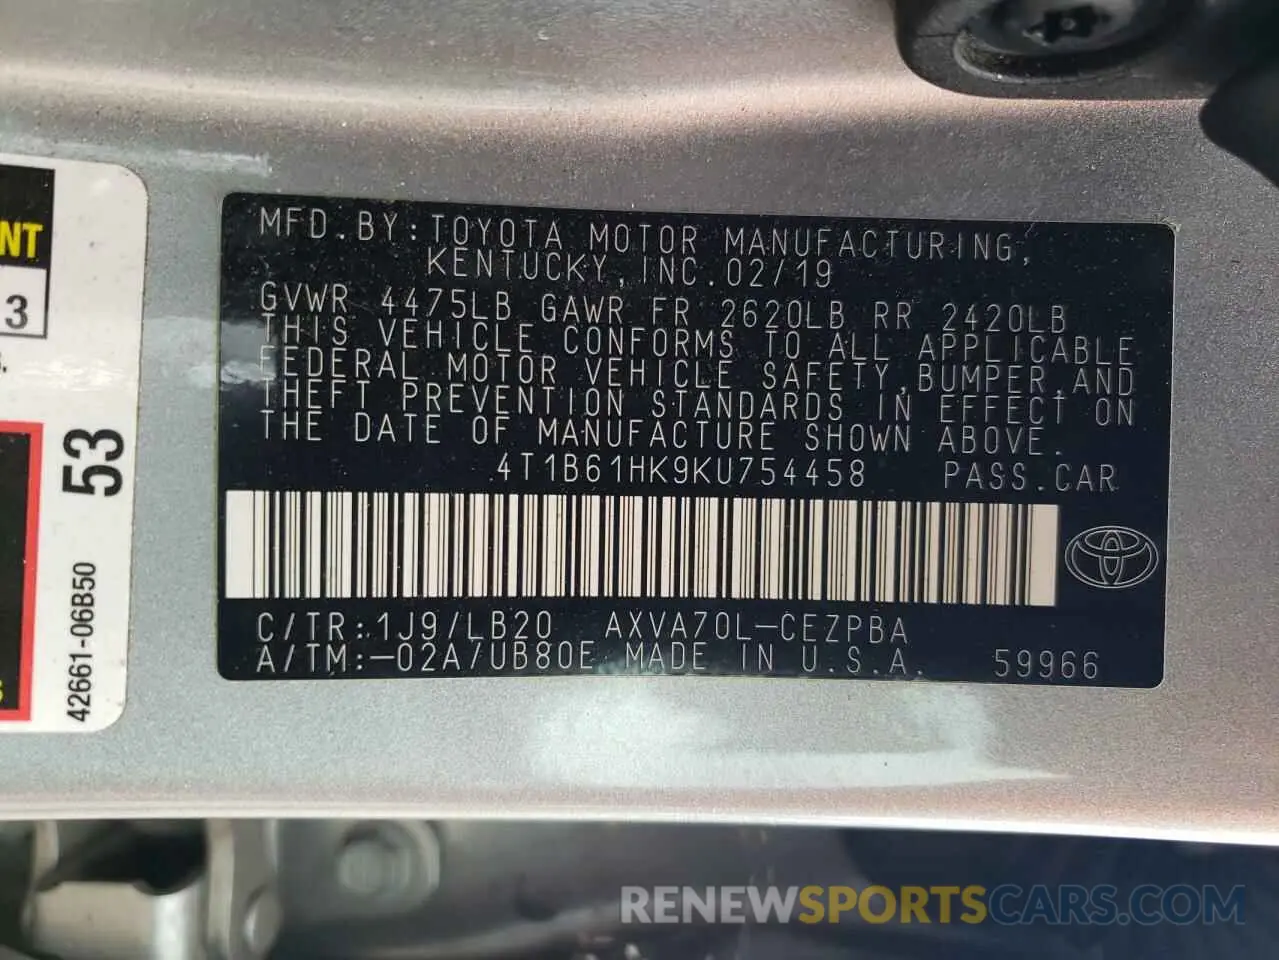 NT
3
53
42661-06B50
MFD.BY:TOYOTA MOTOR MANUFACTURING,
KENTUCKY,INC.02/19
GVWR 4475LB GAWR FR 2620LB RR 2420LB
THIS VEHICLE CONFORMS TO ALL APPLICABLE
FEDERAL MOTOR VEHICLE SAFETY,BUMPER,AND
THEFT PREVENTION STANDARDS IN EFFECT ON
THE DATE OF MANUFACTURE SHOWN ABOVE.
4T1B61HK9KU754458 PASS.CAR
C/TR:1J9/LB20 AXVA70L-CEZPBA
A/TM:-02A/UB80E MADE IN U.S.A. 59966
RENEWSPORTSCARS.COM